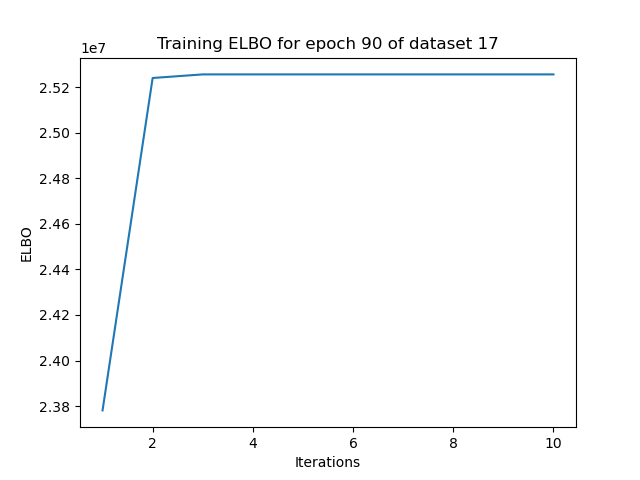 Training ELBO for epoch 90 of dataset 17
1e7
2.52
2.50
2.48
2.46
2.44
2.42
2.40
2.38
ELBO
2 4 6 8 10
Iterations